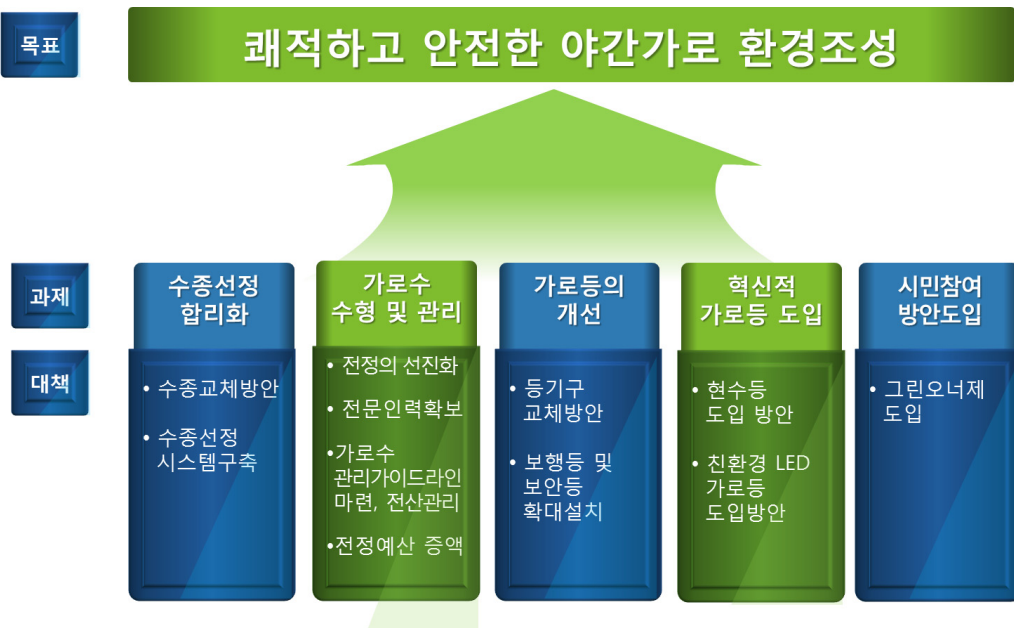 목표
쾌적하고 안전한 야간가로 환경조성
과제
수종선정
합리화
가로수
수형 및 관리
가로등의
개선
혁신적
가로등 도입
시민참여
방안도입
대책
• 수종교체방안
• 수종선정
시스템구축
• 전정의 선진화
• 전문인력확보
•가로수
관리가이드라인
마련, 전산관리
•전정예산 증액
• 등기구
교체방안
• 보행등 및
보안등
확대설치
• 현수등
도입 방안
• 친환경 LED
가로등
도입방안
• 그린오너제
도입